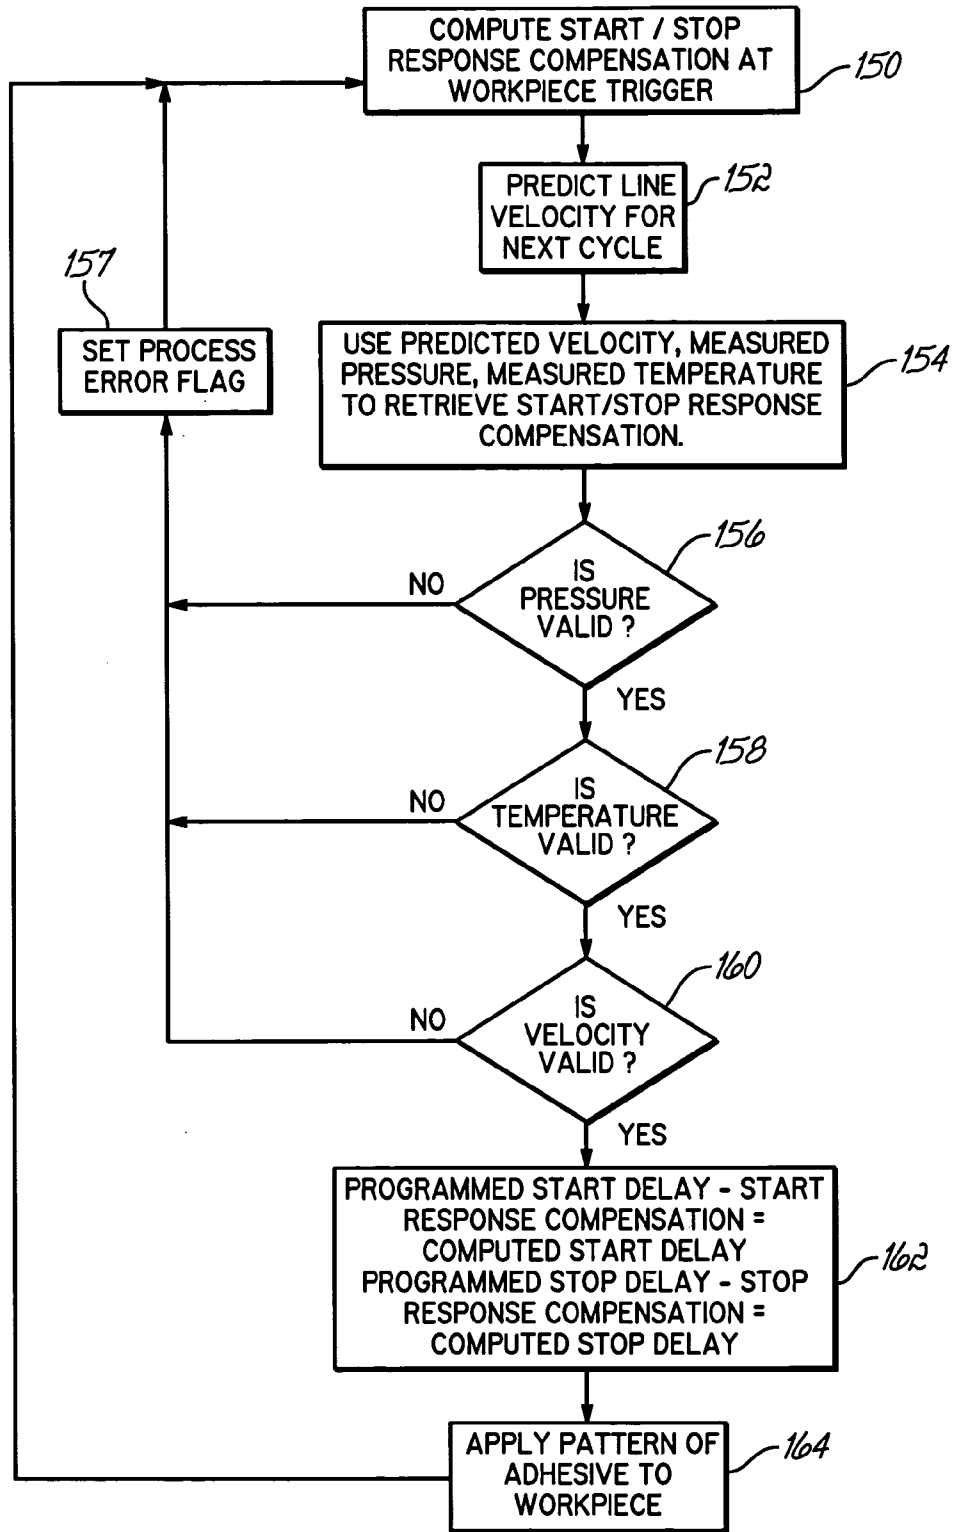 COMPUTE START / STOP
RESPONSE COMPENSATION AT
WORKPIECE TRIGGER
150
PREDICT LINE
VELOCITY FOR
NEXT CYCLE
152
157
SET PROCESS
ERROR FLAG
USE PREDICTED VELOCITY, MEASURED
PRESSURE, MEASURED TEMPERATURE
TO RETRIEVE START/STOP RESPONSE
COMPENSATION.
154
IS
PRESSURE
VALID ?
156
NO
YES
IS
TEMPERATURE
VALID ?
158
NO
YES
IS
VELOCITY
VALID ?
160
NO
YES
PROGRAMMED START DELAY - START
RESPONSE COMPENSATION =
COMPUTED START DELAY
PROGRAMMED STOP DELAY - STOP
RESPONSE COMPENSATION =
COMPUTED STOP DELAY
162
APPLY PATTERN OF
ADHESIVE TO
WORKPIECE
164